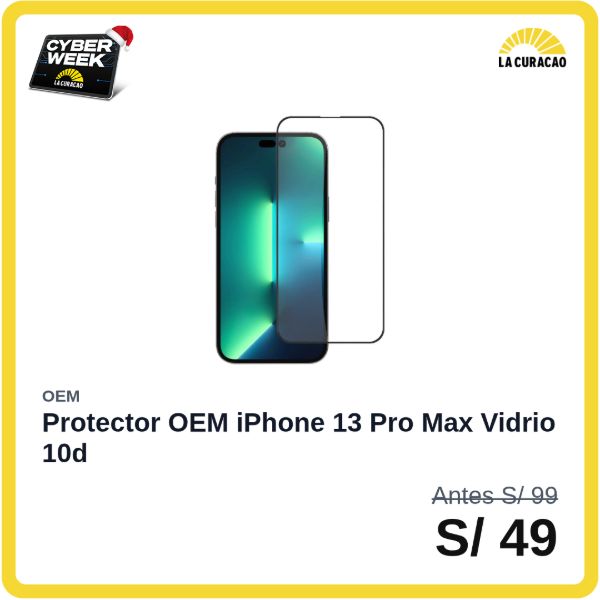 CYBER
WEEK
LA CURACAO
LA CURACAO
OEM
Protector OEM iPhone 13 Pro Max Vidrio
10d
Antes S/ 99
S/ 49